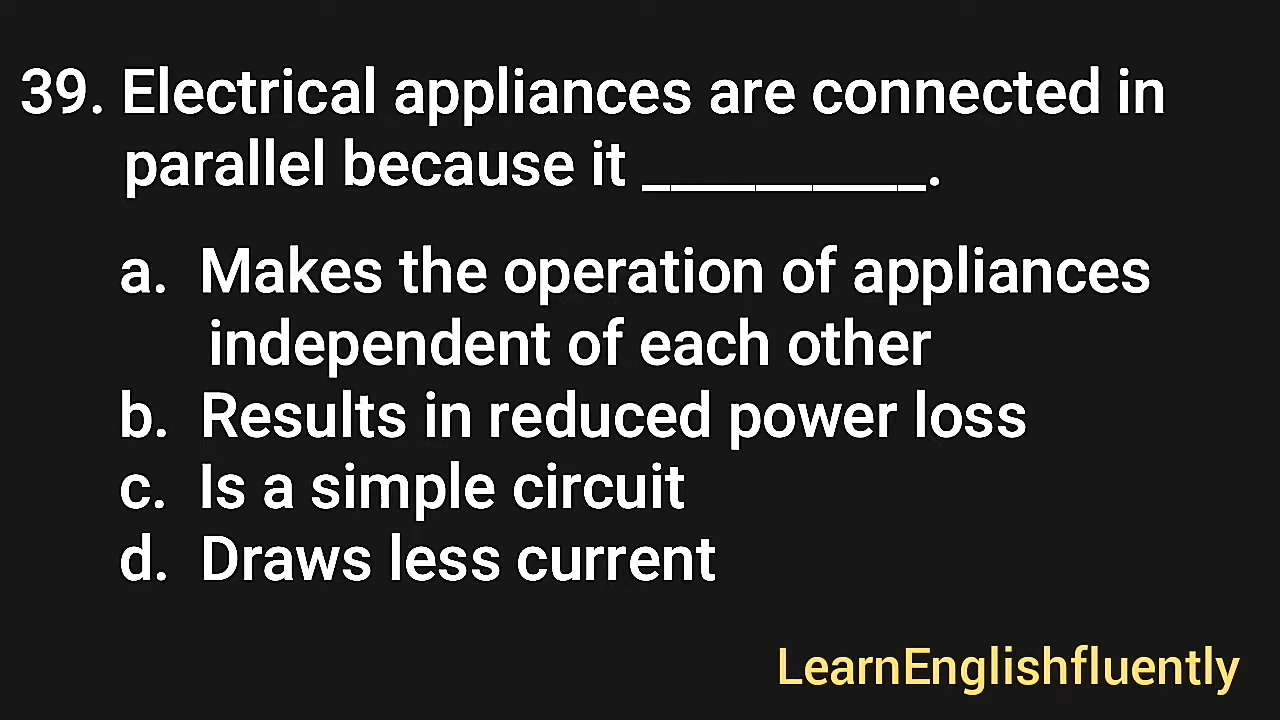 39. Electrical appliances are connected in
parallel because it __________.
a. Makes the operation of appliances
independent of each other
b. Results in reduced power loss
c. Is a simple circuit
d. Draws less current
LearnEnglishfluently